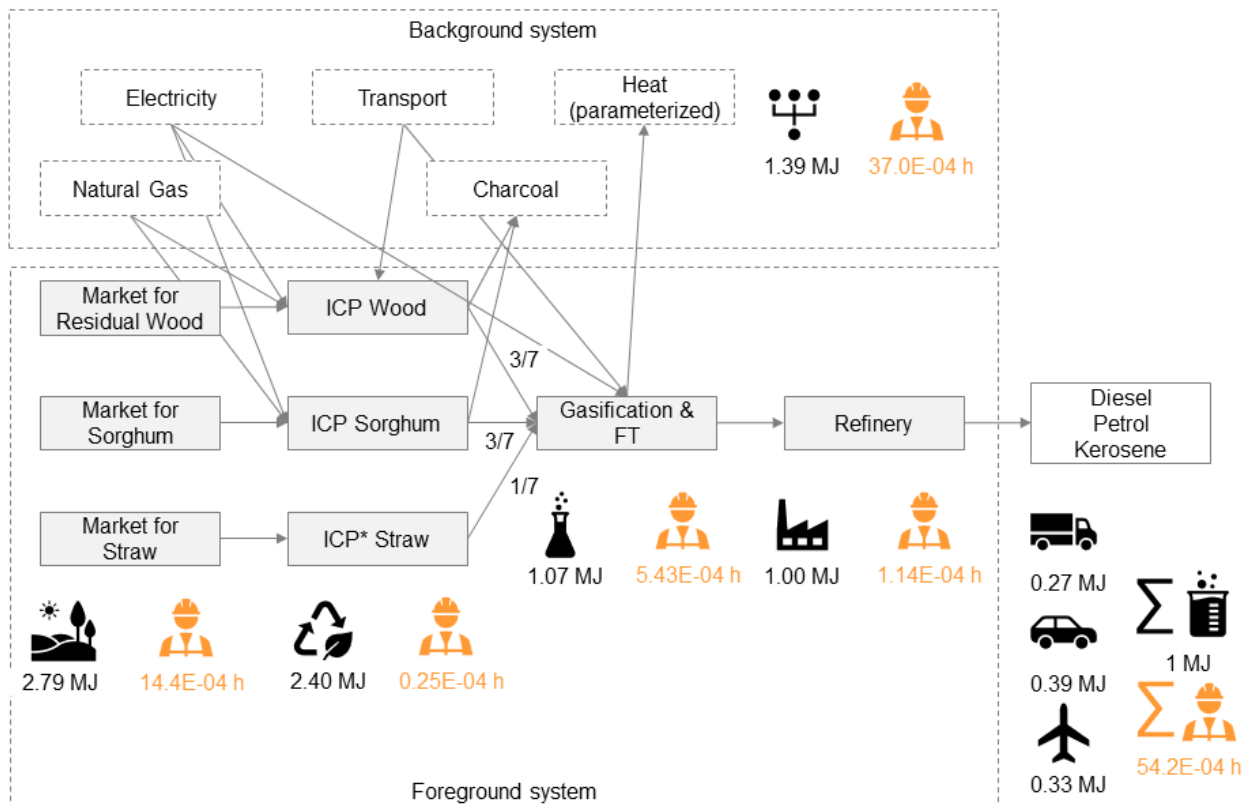 Background system
Electricity
Transport
Heat
(parameterized)
1.39 MJ
37.0E-04 h
Natural Gas
Charcoal
Market for
Residual Wood
ICP Wood
3/7
Market for
Sorghum
ICP Sorghum
3/7
Gasification &
FT
Refinery
Diesel
Petrol
Kerosene
1/7
Market for
Straw
ICP* Straw
1.07 MJ
5.43E-04 h
1.00 MJ
1.14E-04 h
2.79 MJ
14.4E-04 h
2.40 MJ
0.25E-04 h
0.27 MJ
∑
1 MJ
0.39 MJ
∑
0.33 MJ
54.2E-04 h
Foreground system